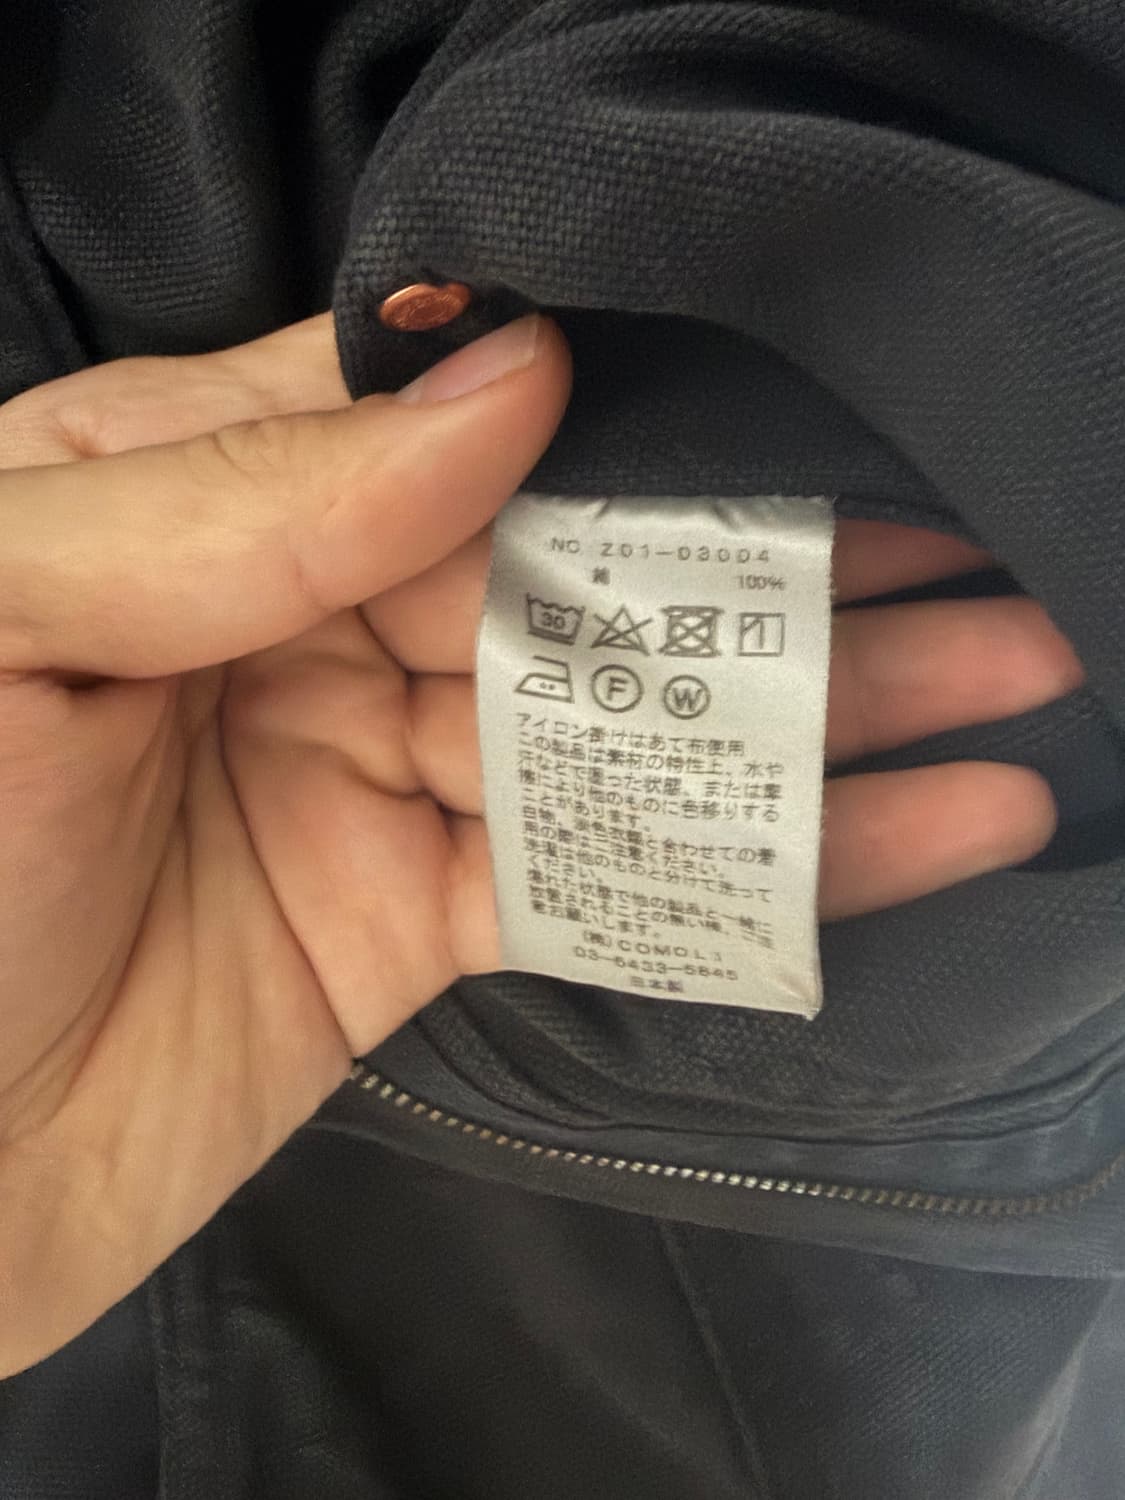 NO Z01-03004
綿 100%
30
F W
アイロン掛けはあて布使用
この製品は素材の特性上、水や
汗などで湿った状態、または摩
擦により他のものに色移りする
ことがあります。
白物、淡色衣類と合わせての着
用の際はご注意ください。
洗濯は他のものと分けて洗って
ください。
濡れた状態で他の製品と一緒に
放置されることの無い様、ご注
意お願いします。
(株)COMOLI
03-5433-5845
日本製